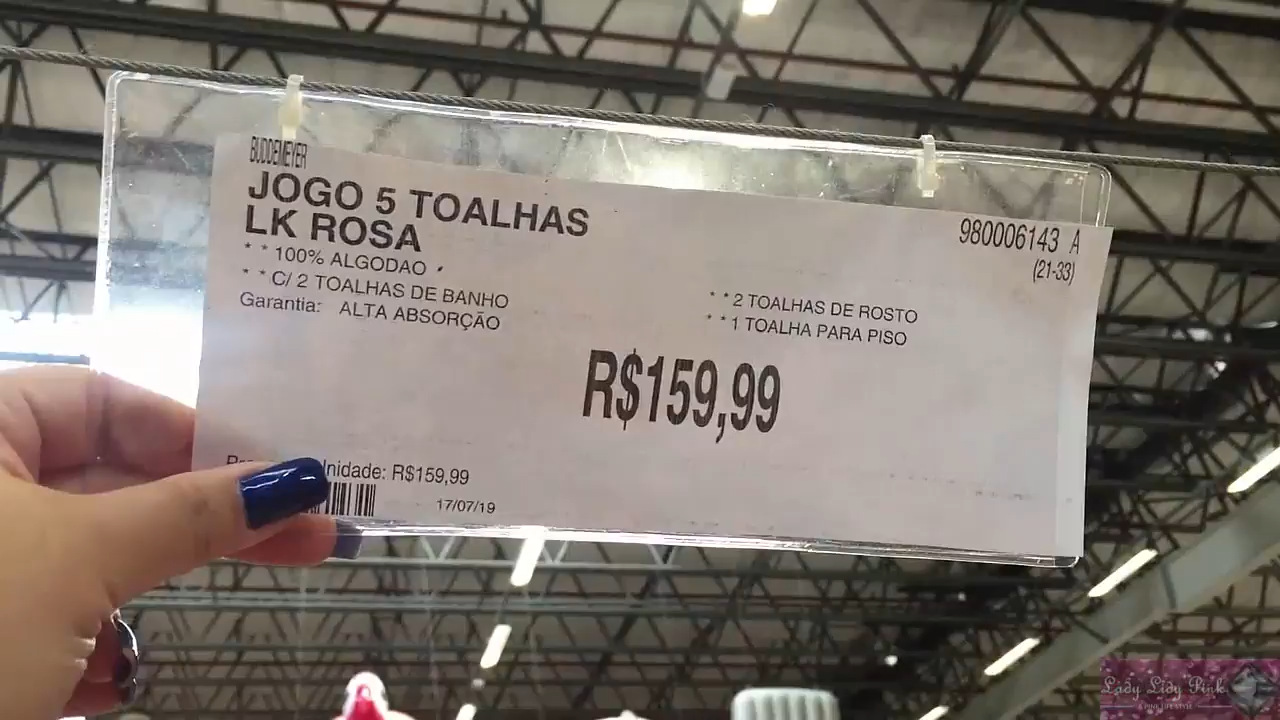 BUDDEMEYER
JOGO 5 TOALHAS
LK ROSA
980006143 A
(21-33)
* * 100% ALGODAO
* * C/ 2 TOALHAS DE BANHO
Garantia: ALTA ABSORÇÃO
* * 2 TOALHAS DE ROSTO
* * 1 TOALHA PARA PISO
R$159,99
Unidade: R$159,99
17/07/19
Lady Lidy Pink